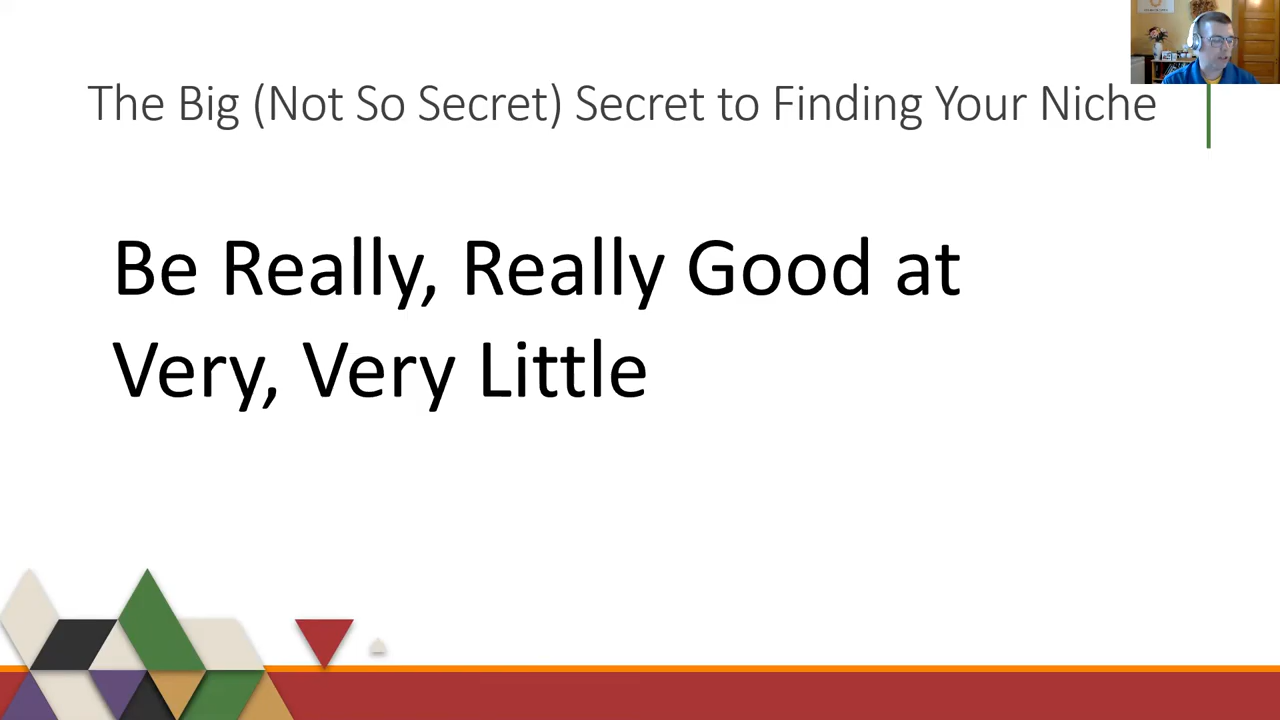 The Big (Not So Secret) Secret to Finding Your Niche
Be Really, Really Good at
Very, Very Little